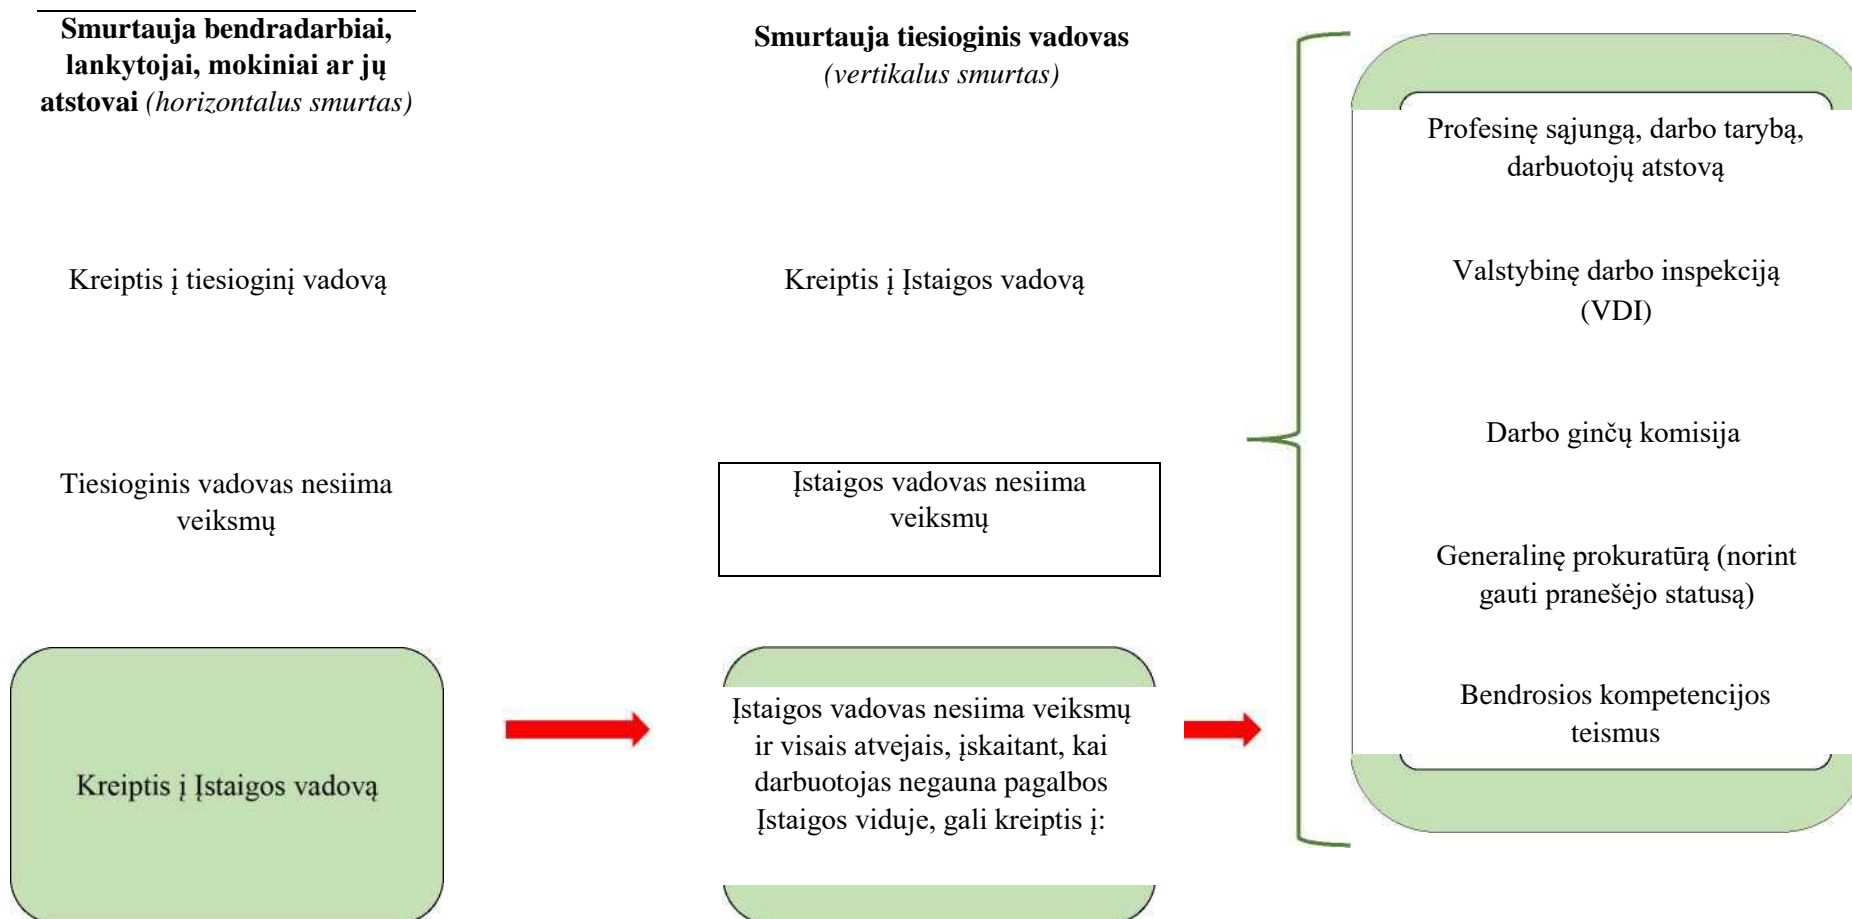 Smurtauja bendradarbiai,
lankytojai, mokiniai ar jų
atstovai (horizontalus smurtas)
Kreiptis į tiesioginį vadovą
Tiesioginis vadovas nesiima
veiksmų
Kreiptis į Įstaigos vadovą
Smurtauja tiesioginis vadovas
(vertikalus smurtas)
Kreiptis į Įstaigos vadovą
Įstaigos vadovas nesiima
veiksmų
Įstaigos vadovas nesiima veiksmų
ir visais atvejais, įskaitant, kai
darbuotojas negauna pagalbos
Įstaigos viduje, gali kreiptis į:
Profesinę sąjungą, darbo tarybą,
darbuotojų atstovą
Valstybinę darbo inspekciją
(VDI)
Darbo ginčų komisija
Generalinę prokuratūrą (norint
gauti pranešėjo statusą)
Bendrosios kompetencijos
teismus